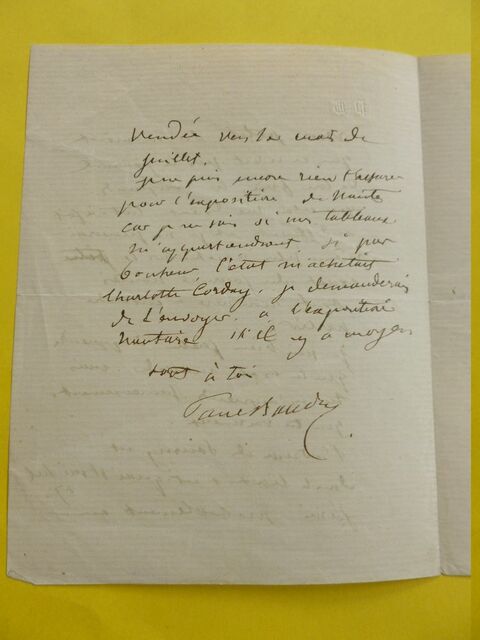 Vendée vers le mois de
juillet.
je ne puis encore rien t'assurer
pour l'exposition de Nantes
car je ne sais si mes tableaux
m'appartiendront si par
bonheur l'état m'achetait
Charlotte Corday, je demanderais
de l'envoyer à l'exposition
Nantaise s'il y a moyen
tout à toi
Paul Baudry